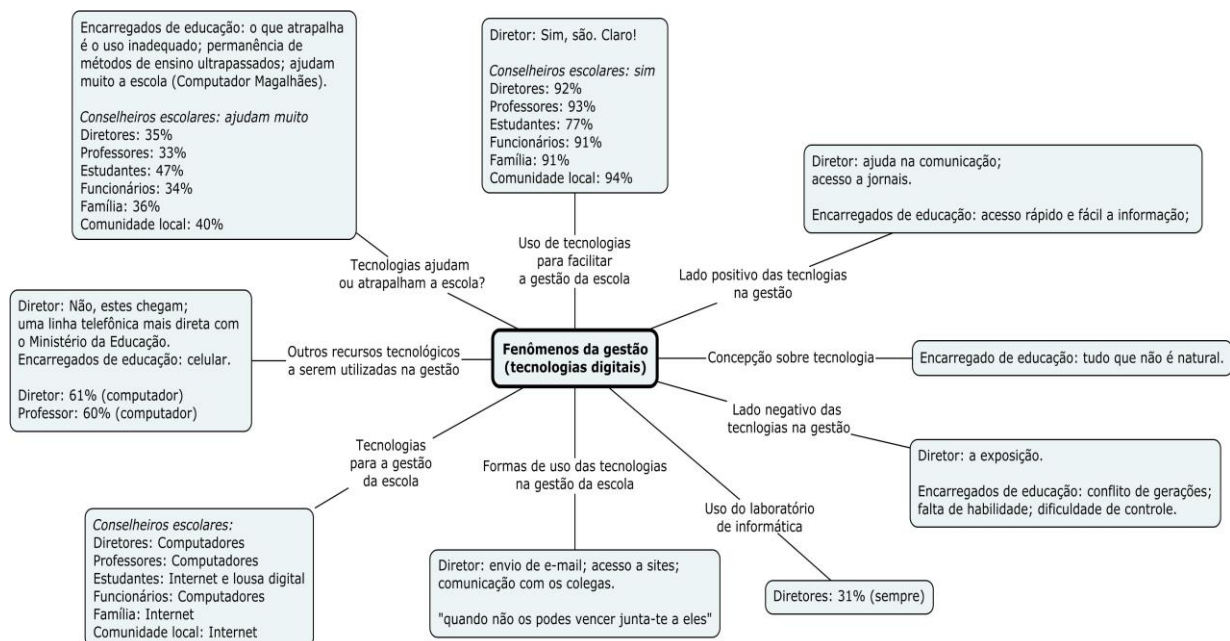 Encarregados de educação: o que atrapalha
é o uso inadequado; permanência de
métodos de ensino ultrapassados; ajudam
muito a escola (Computador Magalhães).
Conselheiros escolares: ajudam muito
Diretores: 35%
Professores: 33%
Estudantes: 47%
Funcionários: 34%
Família: 36%
Comunidade local: 40%
Tecnologias ajudam
ou atrapalham a escola?
Diretor: Sim, são. Claro!
Conselheiros escolares: sim
Diretores: 92%
Professores: 93%
Estudantes: 77%
Funcionários: 91%
Família: 91%
Comunidade local: 94%
Uso de tecnologias
para facilitar
a gestão da escola
Diretor: ajuda na comunicação;
acesso a jornais.
Encarregados de educação: acesso rápido e fácil a informação;
Lado positivo das tecnlogias
na gestão
Diretor: Não, estes chegam;
uma linha telefônica mais direta com
o Ministério da Educação.
Encarregados de educação: celular.
Diretor: 61% (computador)
Professor: 60% (computador)
Outros recursos tecnológicos
a serem utilizadas na gestão
Fenômenos da gestão
(tecnologias digitais)
Concepção sobre tecnologia
Encarregado de educação: tudo que não é natural.
Lado negativo das
tecnlogias na gestão
Diretor: a exposição.
Encarregados de educação: conflito de gerações;
falta de habilidade; dificuldade de controle.
Tecnologias
para a gestão
da escola
Conselheiros escolares:
Diretores: Computadores
Professores: Computadores
Estudantes: Internet e lousa digital
Funcionários: Computadores
Família: Internet
Comunidade local: Internet
Formas de uso das tecnologias
na gestão da escola
Diretor: envio de e-mail; acesso a sites;
comunicação com os colegas.
"quando não os podes vencer junta-te a eles"
Uso do laboratório
de informática
Diretores: 31% (sempre)